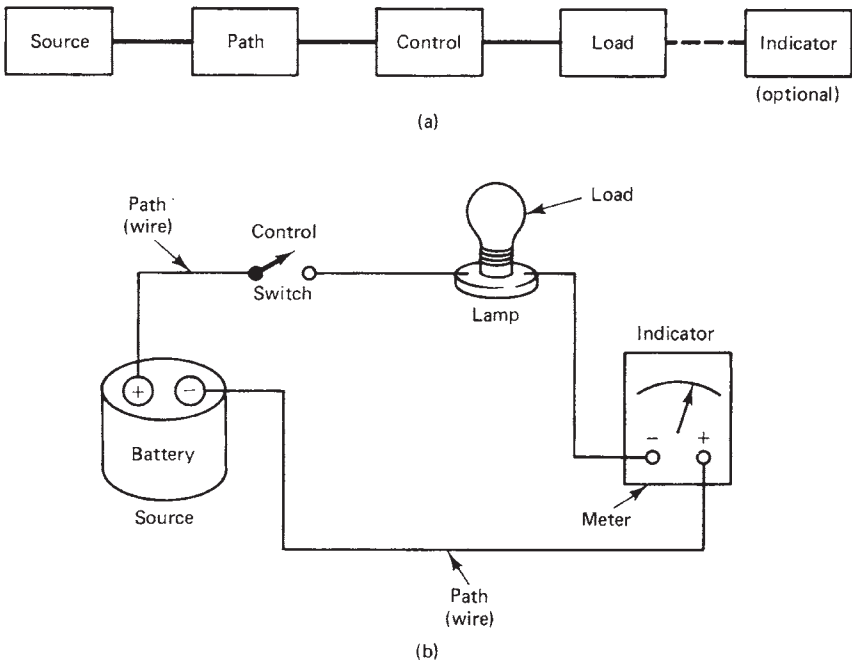 Source Path Control Load Indicator
(optional)
(a)
Path
(wire)
Control
Switch
Load
Lamp
Indicator
+ −
Battery
Source
− +
Meter
Path
(wire)
(b)